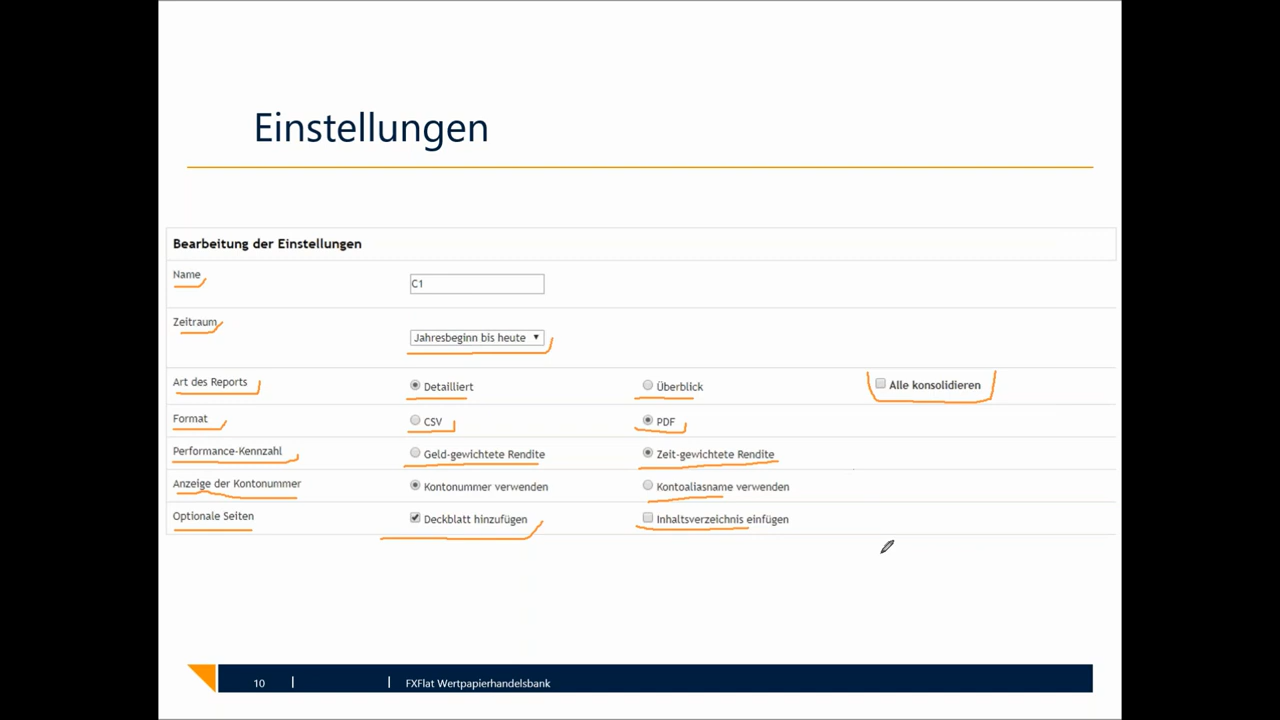 Einstellungen
Bearbeitung der Einstellungen
Name C1
Zeitraum Jahresbeginn bis heute
Art des Reports Detailliert Überblick Alle konsolidieren
Format CSV PDF
Performance-Kennzahl Geld-gewichtete Rendite Zeit-gewichtete Rendite
Anzeige der Kontonummer Kontonummer verwenden Kontoaliasname verwenden
Optionale Seiten Deckblatt hinzufügen Inhaltsverzeichnis einfügen
10 FXFlat Wertpapierhandelsbank